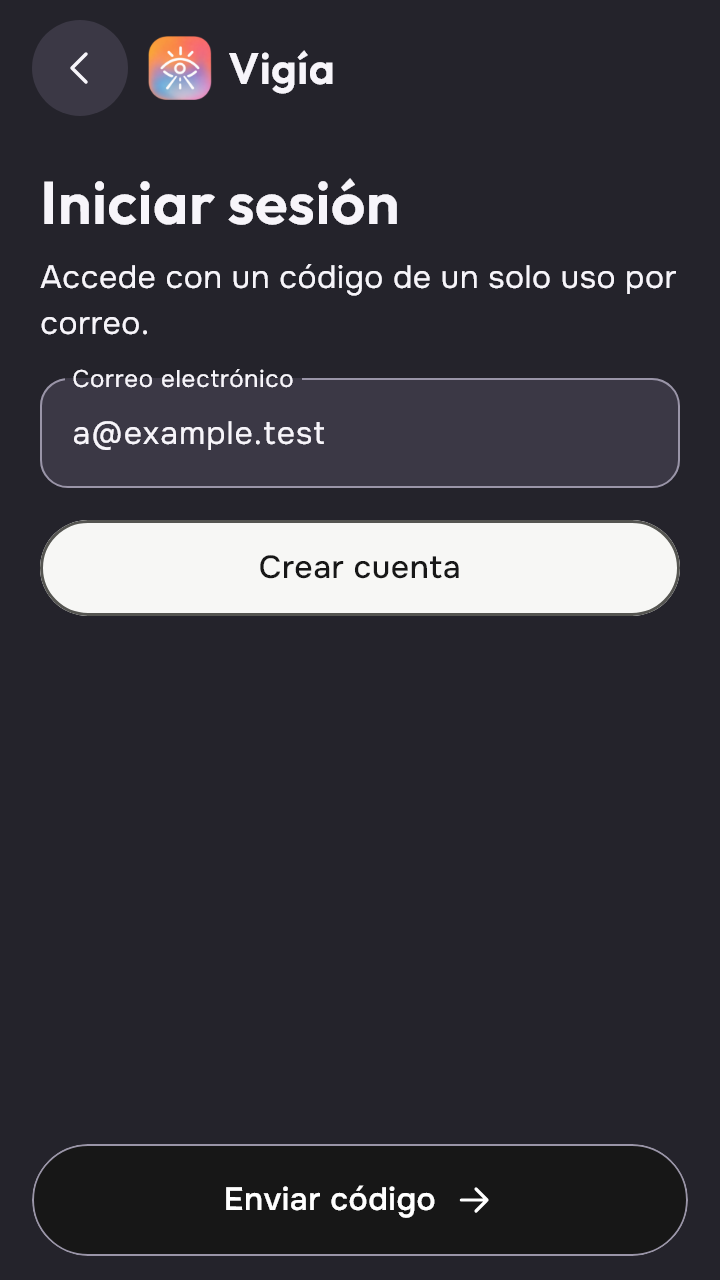 Vigía
Iniciar sesión
Accede con un código de un solo uso por
correo.
Correo electrónico
a@example.test
Crear cuenta
Enviar código